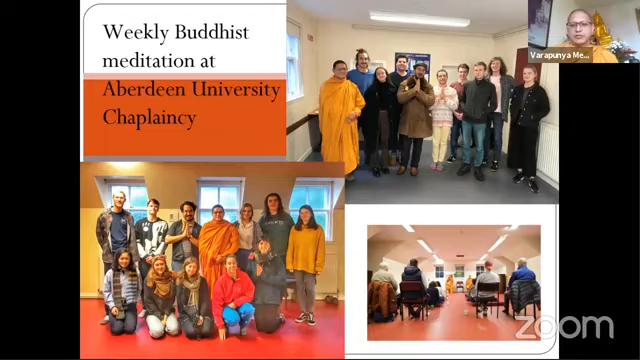 Weekly Buddhist
meditation at
Aberdeen University
Chaplaincy
Varapunya Me...
zoom